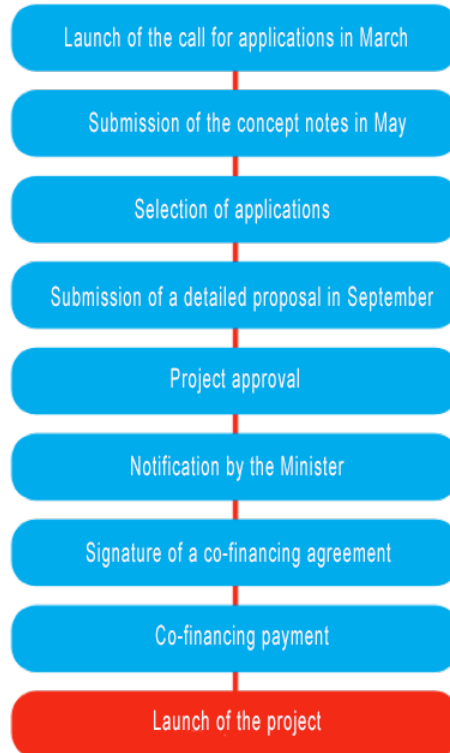 Launch of the call for applications in March
Submission of the concept notes in May
Selection of applications
Submission of a detailed proposal in September
Project approval
Notification by the Minister
Signature of a co-financing agreement
Co-financing payment
Launch of the project